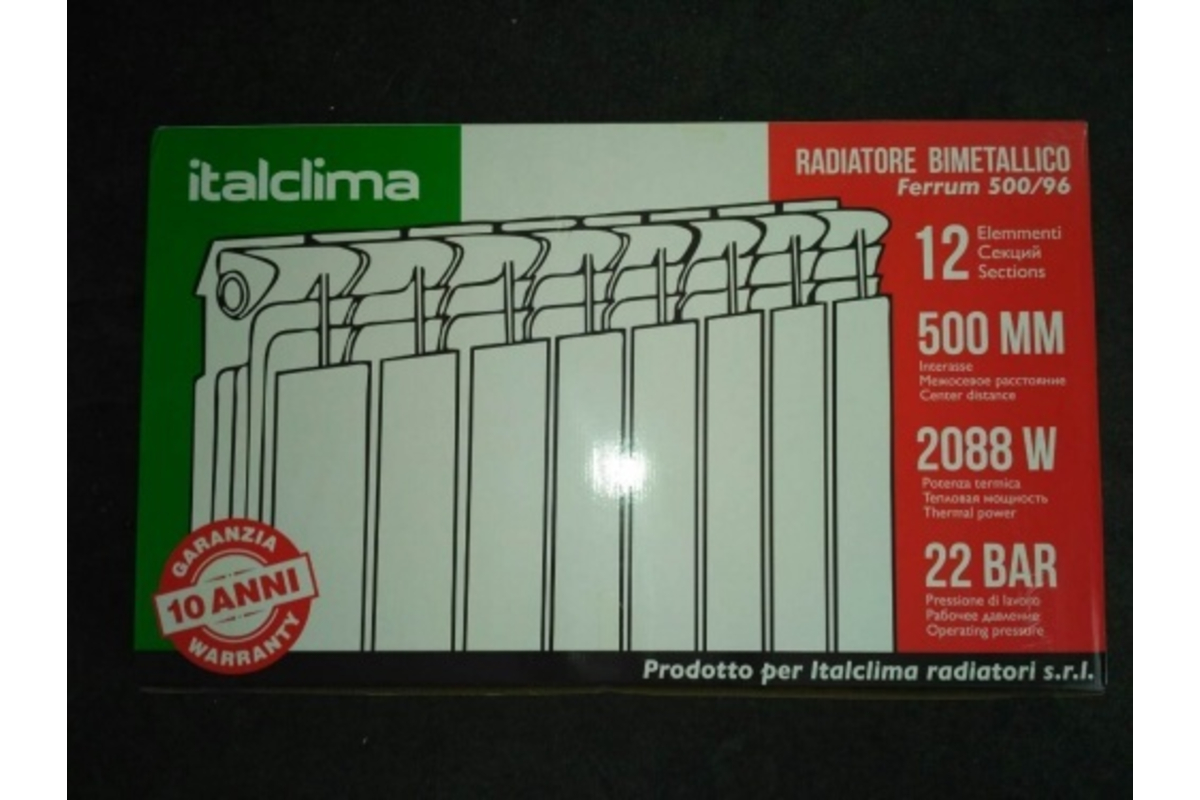 italclima
RADIATORE BIMETALLICO
Ferrum 500/96
12
Elemmenti
Секций
Sections
500 MM
Interasse
Межосевое расстояние
Center distance
2088 W
Potenza termica
Тепловая мощность
Thermal power
22 BAR
Pressione di lavoro
Рабочее давление
Operating pressure
GARANZIA
10 ANNI
WARRANTY
Prodotto per Italclima radiatori s.r.l.